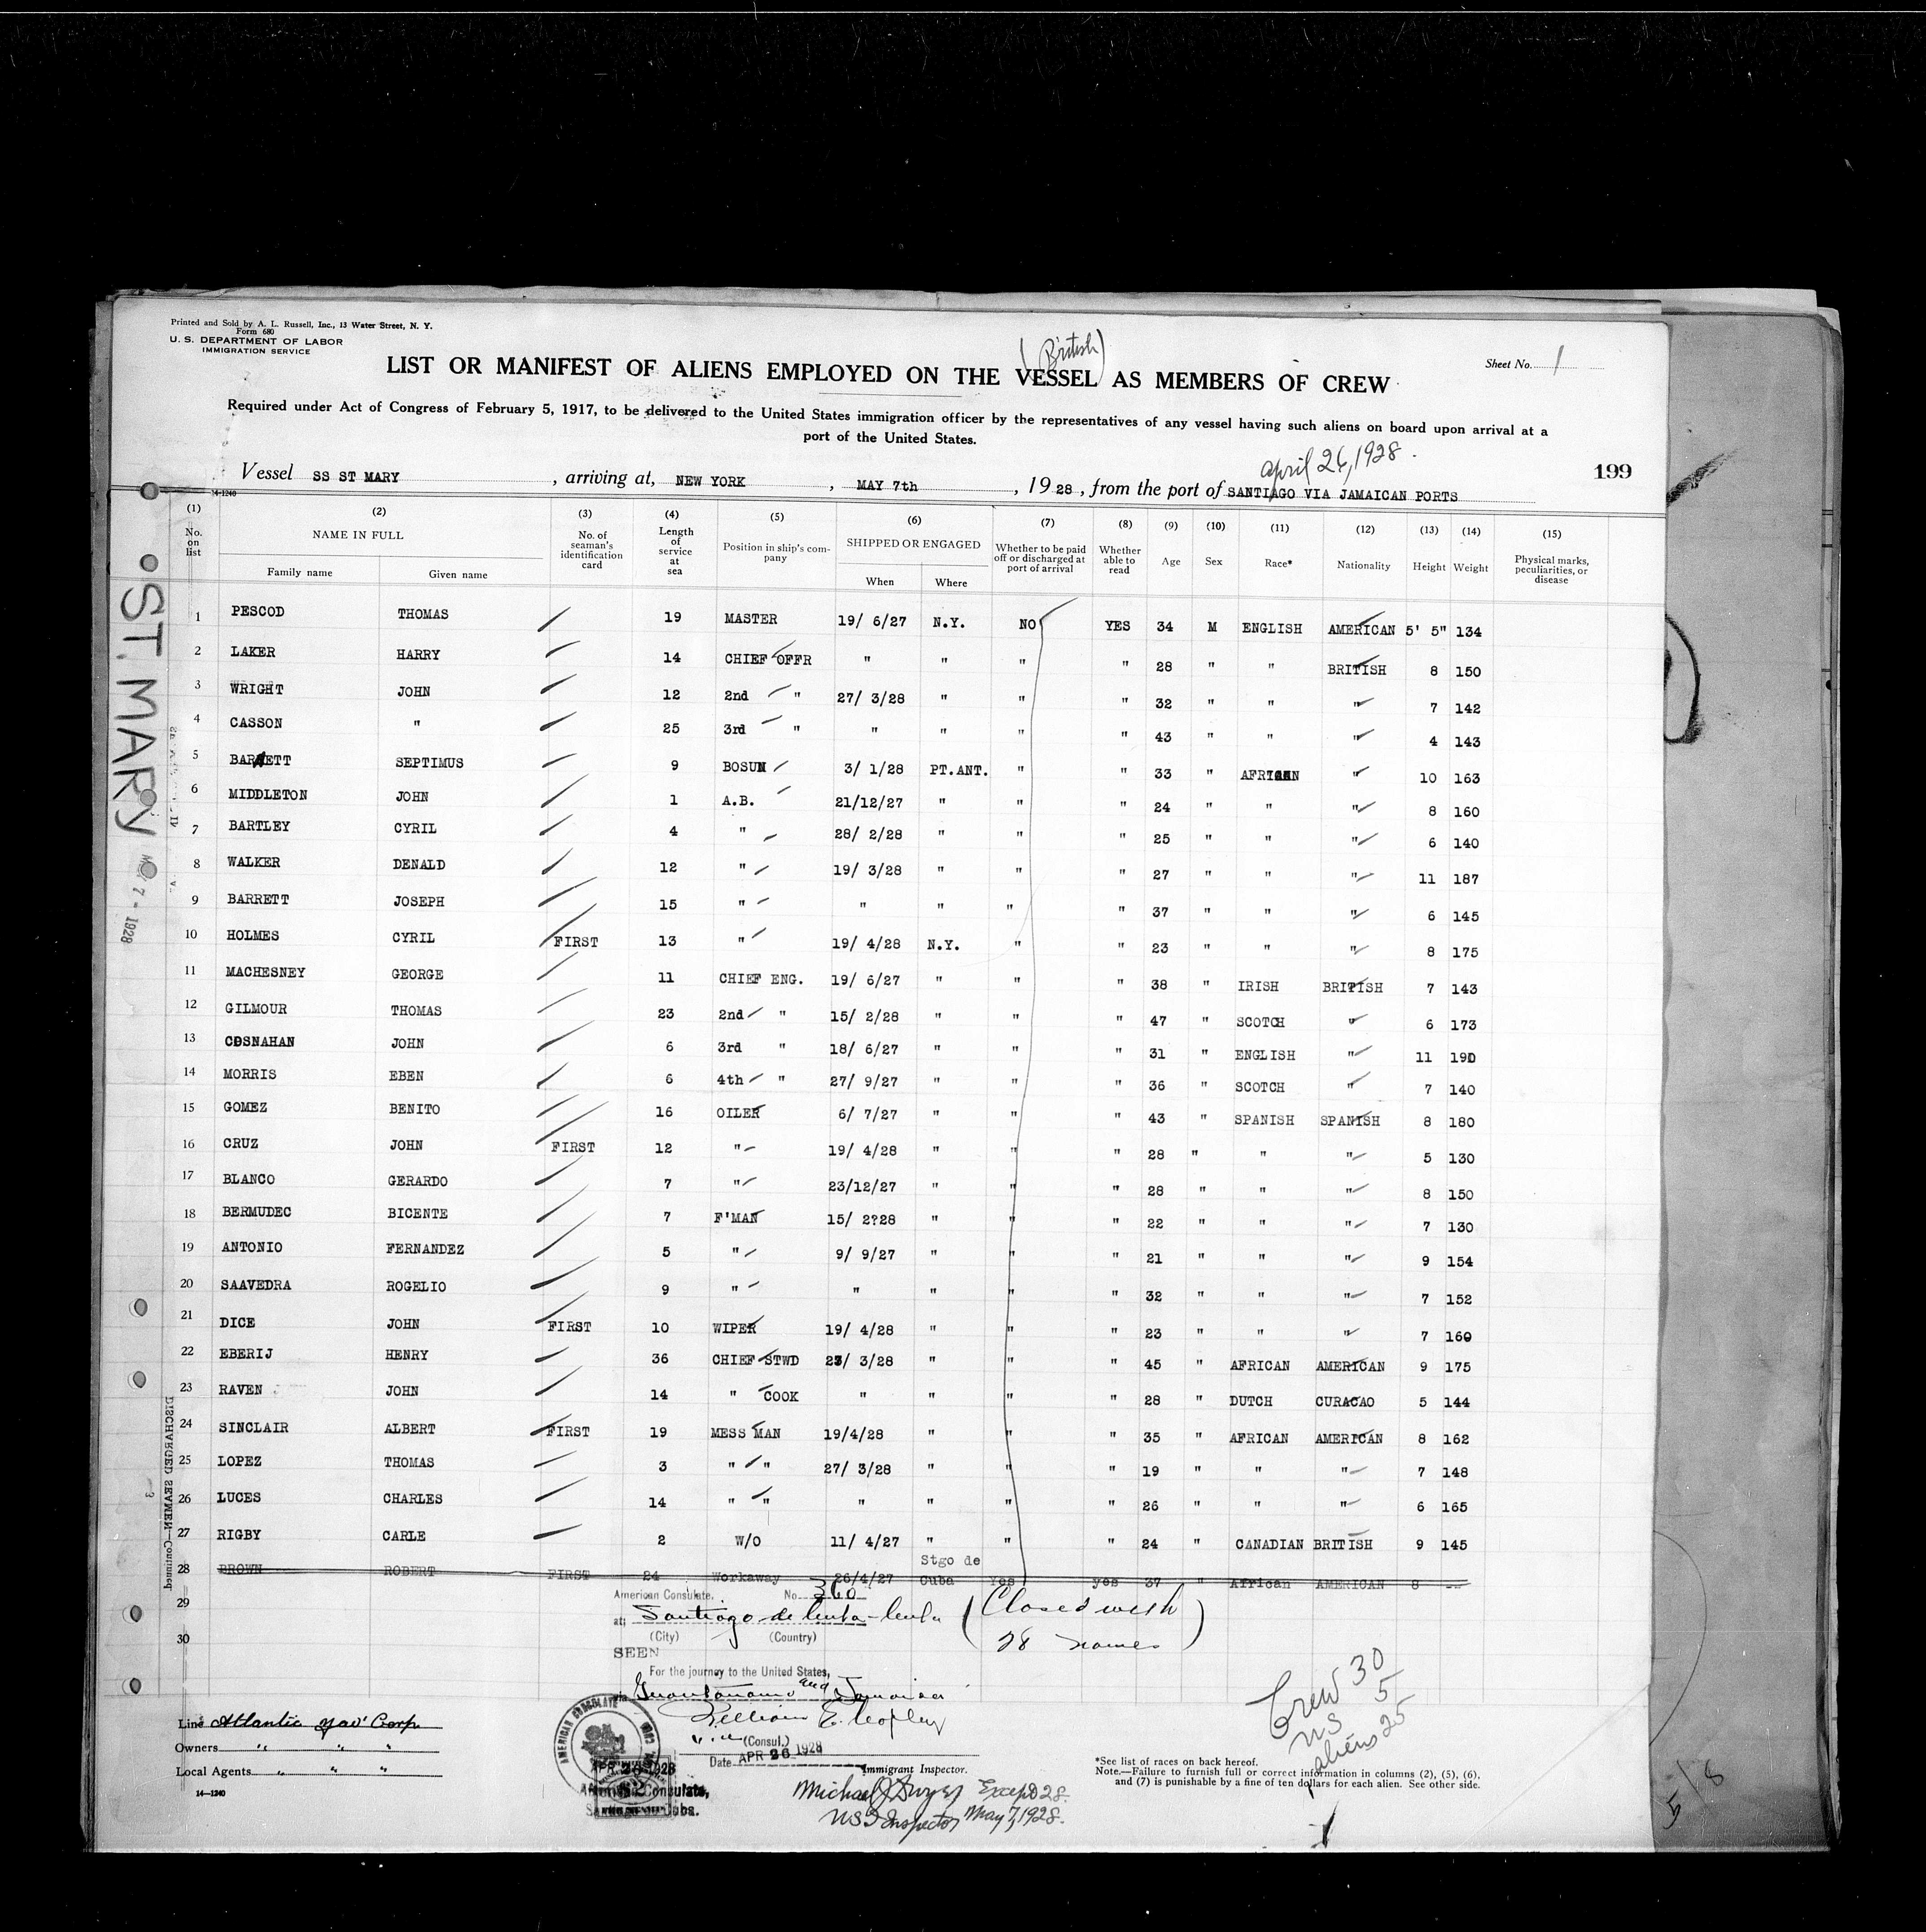 Printed and Sold by A. L. Russell, Inc., 13 Water Street, N. Y.
Form 680
U. S. DEPARTMENT OF LABOR
IMMIGRATION SERVICE
(British)
Sheet No. 1
LIST OR MANIFEST OF ALIENS EMPLOYED ON THE VESSEL AS MEMBERS OF CREW
Required under Act of Congress of February 5, 1917, to be delivered to the United States immigration officer by the representatives of any vessel having such aliens on board upon arrival at a
port of the United States.
April 26, 1928.
199
Vessel SS ST MARY , arriving at, NEW YORK , MAY 7th , 1928 , from the port of SANTIAGO VIA JAMAICAN PORTS
14-1240
(1) (2) (3) (4) (5) (6) (7) (8) (9) (10) (11) (12) (13) (14) (15)
No. on list NAME IN FULL Family name Given name No. of seaman's identification card Length of service at sea Position in ship's company SHIPPED OR ENGAGED When Where Whether to be paid off or discharged at port of arrival Whether able to read Age Sex Race* Nationality Height Weight Physical marks, peculiarities, or disease
1 PESCOD THOMAS 19 MASTER 19/ 6/27 N.Y. NO YES 34 M ENGLISH AMERICAN 5' 5" 134
2 LAKER HARRY 14 CHIEF OFFR " " " " 28 " " BRITISH 8 150
3 WRIGHT JOHN 12 2nd " 27/ 3/28 " " " 32 " " " 7 142
4 CASSON " 25 3rd " " " " " 43 " " " 4 143
5 BARRETT SEPTIMUS 9 BOSUN 3/ 1/28 PT.ANT. " " 33 " AFRICAN " 10 163
6 MIDDLETON JOHN 1 A.B. 21/12/27 " " " 24 " " " 8 160
7 BARTLEY CYRIL 4 " 28/ 2/28 " " " 25 " " " 6 140
8 WALKER DENALD 12 " 19/ 3/28 " " " 27 " " " 11 187
9 BARRETT JOSEPH 15 " " " " " 37 " " " 6 145
10 HOLMES CYRIL FIRST 13 " 19/ 4/28 N.Y. " " 23 " " " 8 175
11 MACHESNEY GEORGE 11 CHIEF ENG. 19/ 6/27 " " " 38 " IRISH BRITISH 7 143
12 GILMOUR THOMAS 23 2nd " 15/ 2/28 " " " 47 " SCOTCH " 6 173
13 COSNAHAN JOHN 6 3rd " 18/ 6/27 " " " 31 " ENGLISH " 11 190
14 MORRIS EBEN 6 4th " 27/ 9/27 " " " 36 " SCOTCH " 7 140
15 GOMEZ BENITO 16 OILER 6/ 7/27 " " " 43 " SPANISH SPANISH 8 180
16 CRUZ JOHN FIRST 12 " 19/ 4/28 " " " 28 " " " 5 130
17 BLANCO GERARDO 7 " 23/12/27 " " " 28 " " " 8 150
18 BERMUDEC BICENTE 7 F'MAN 15/ 2?28 " " " 22 " " " 7 130
19 ANTONIO FERNANDEZ 5 " 9/ 9/27 " " " 21 " " " 9 154
20 SAAVEDRA ROGELIO 9 " " " " " 32 " " " 7 152
21 DICE JOHN FIRST 10 WIPER 19/ 4/28 " " " 23 " " " 7 160
22 EBERIJ HENRY 36 CHIEF STWD 23/ 3/28 " " " 45 " AFRICAN AMERICAN 9 175
23 RAVEN JOHN 14 " COOK " " " " 28 " DUTCH CURACAO 5 144
24 SINCLAIR ALBERT FIRST 19 MESS MAN 19/4/28 " " " 35 " AFRICAN AMERICAN 8 162
25 LOPEZ THOMAS 3 " " 27/ 3/28 " " " 19 " " " 7 148
26 LUCES CHARLES 14 " " " " " " 26 " " " 6 165
27 RIGBY CARLE 2 W/O 11/ 4/27 " " " 24 " CANADIAN BRITISH 9 145
28 BROWN ROBERT FIRST 24 Workaway 26/4/27 Stgo de Cuba Yes yes 37 " African AMERICAN 8
29
30
American Consulate. No. 360
at Santiago de Cuba-Cuba (Closed with
(City) (Country) 28 names)
SEEN
For the journey to the United States,
via Guantanamo and Jamaica
(Consul.)
Date APR 26 1928
AMERICAN CONSULATE
American Consulate,
Crew 30
US 5
aliens 25
Line Atlantic Nav' Corp
Owners " " "
Local Agents " " "
14-1240
Immigrant Inspector.
Michael J Dwyer Except 28.
US Inspector May 7, 1928.
*See list of races on back hereof.
Note.—Failure to furnish full or correct information in columns (2), (5), (6),
and (7) is punishable by a fine of ten dollars for each alien. See other side.
ST. MARY
MAY 7 - 1928
DISCHARGED SEAMEN—Continued
3
5/8